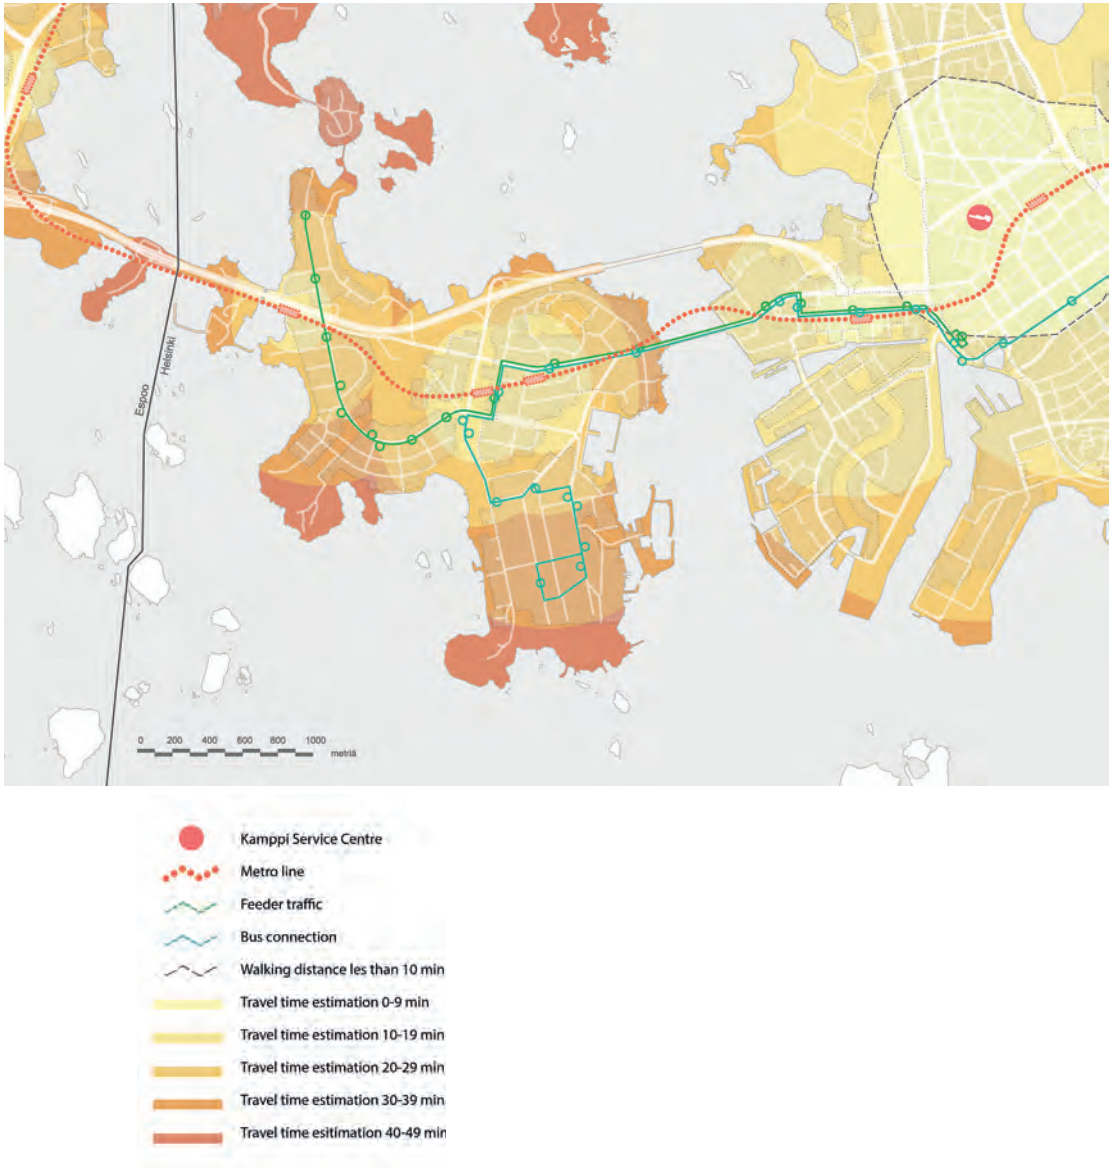 Espoo
Helsinki
0 200 400 600 800 1000
metriä
Kamppi Service Centre
Metro line
Feeder traffic
Bus connection
Walking distance les than 10 min
Travel time estimation 0-9 min
Travel time estimation 10-19 min
Travel time estimation 20-29 min
Travel time estimation 30-39 min
Travel time esitimation 40-49 min